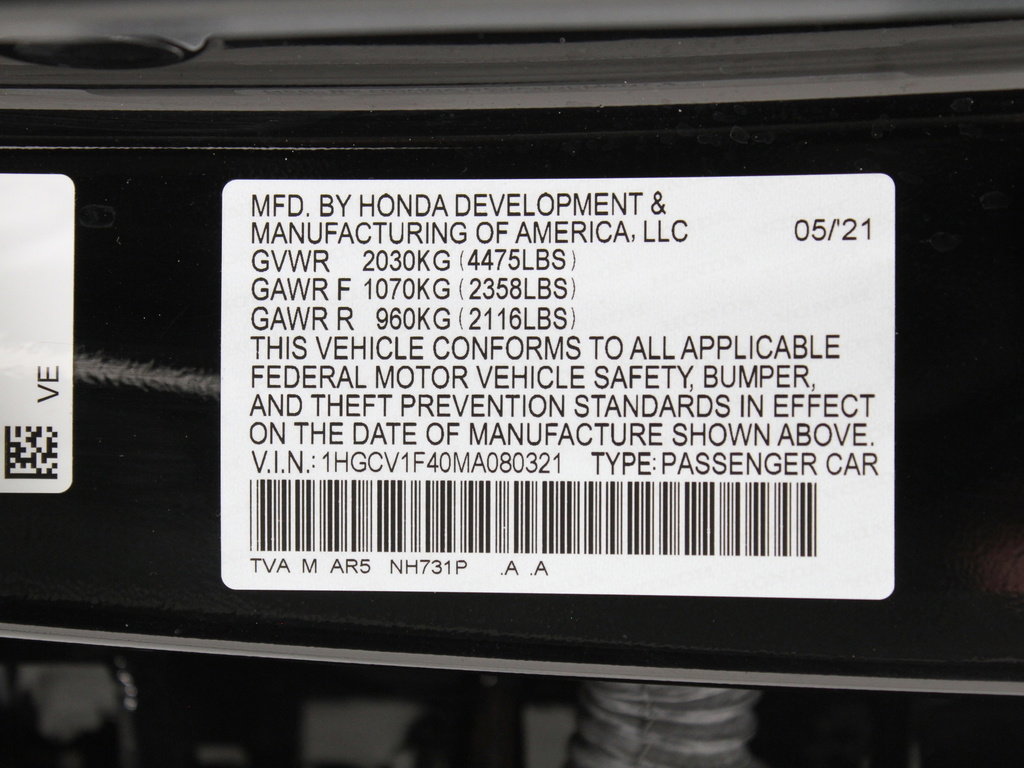 MFD. BY HONDA DEVELOPMENT &
MANUFACTURING OF AMERICA, LLC 05/'21
GVWR 2030KG (4475LBS)
GAWR F 1070KG (2358LBS)
GAWR R 960KG (2116LBS)
THIS VEHICLE CONFORMS TO ALL APPLICABLE
FEDERAL MOTOR VEHICLE SAFETY, BUMPER,
AND THEFT PREVENTION STANDARDS IN EFFECT
ON THE DATE OF MANUFACTURE SHOWN ABOVE.
V.I.N.: 1HGCV1F40MA080321 TYPE: PASSENGER CAR
TVA M AR5 NH731P .A .A
VE